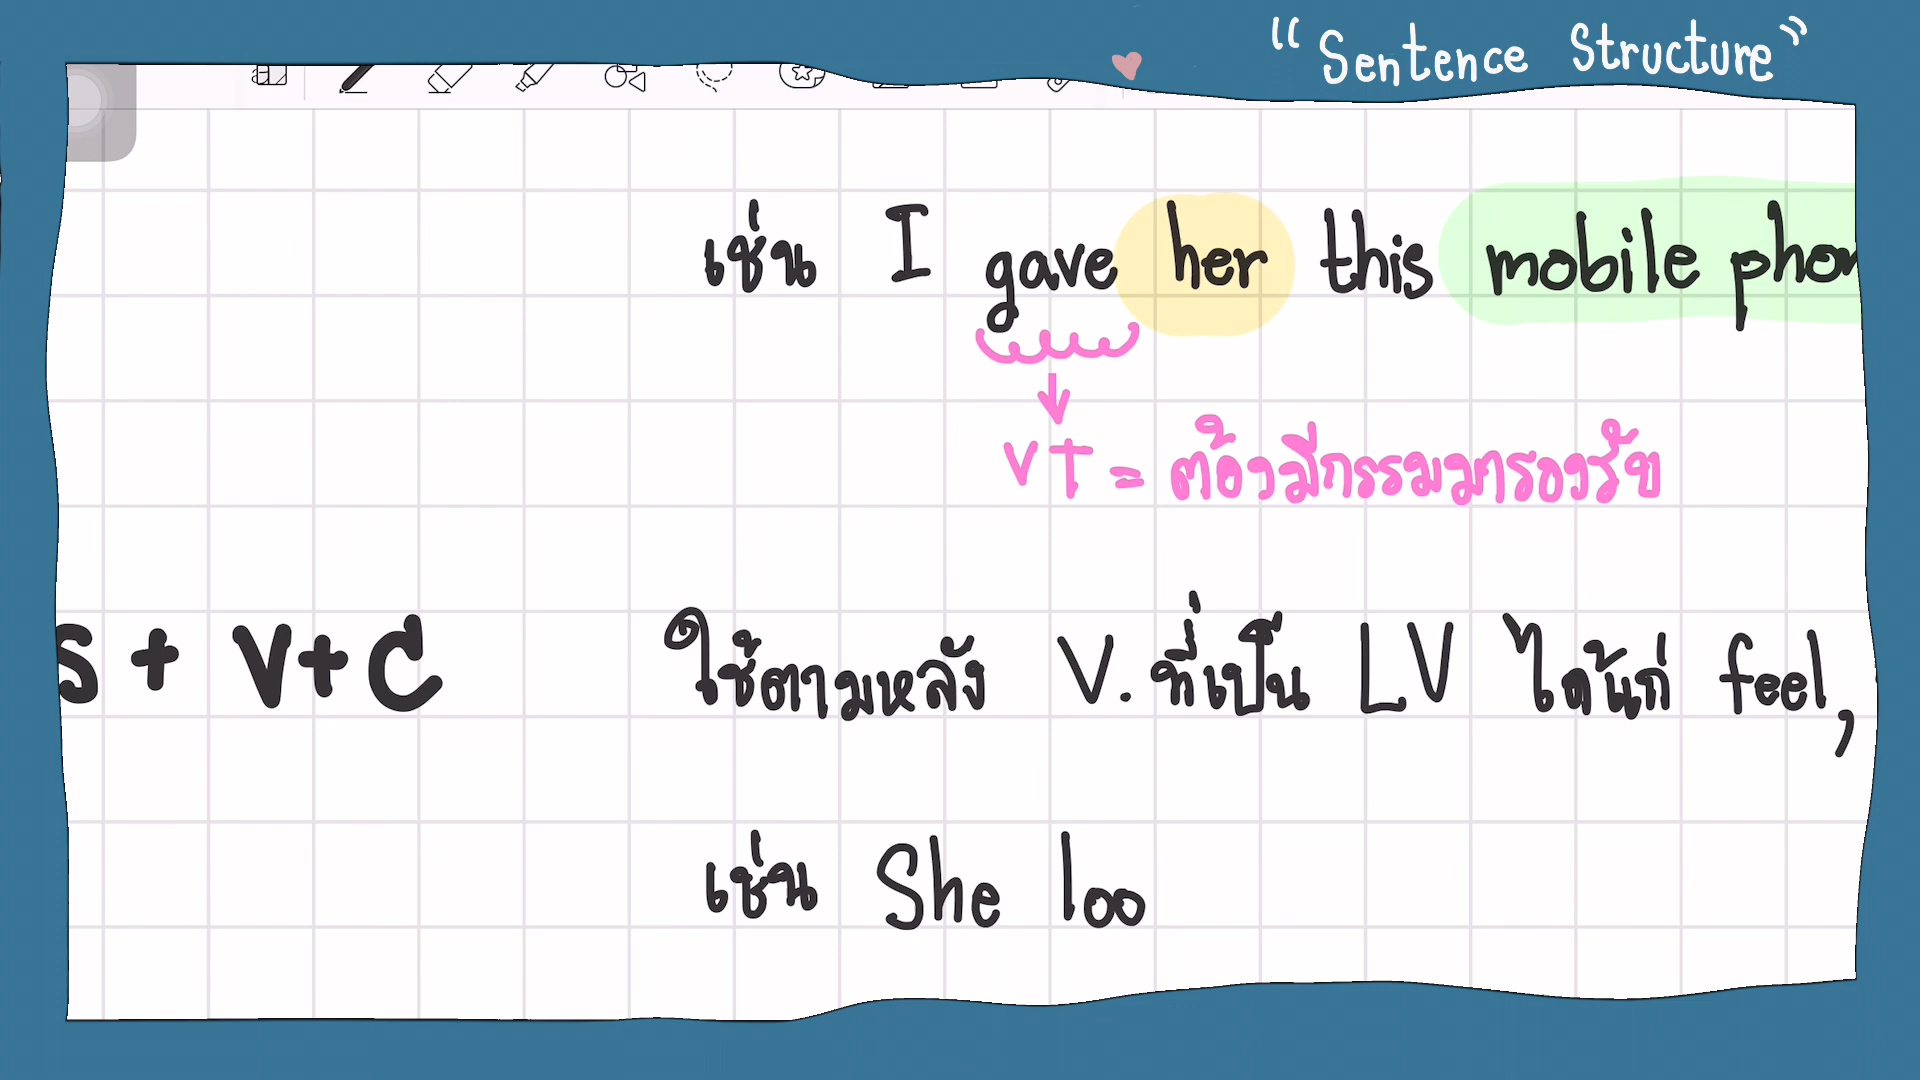 “Sentence Structure”
เช่น I gave her this mobile phon
VT = ต้องมีกรรมมารองรับ
S + V+C ใช้ตามหลัง V. ที่เป็น LV ได้แก่ feel,
เช่น She loo